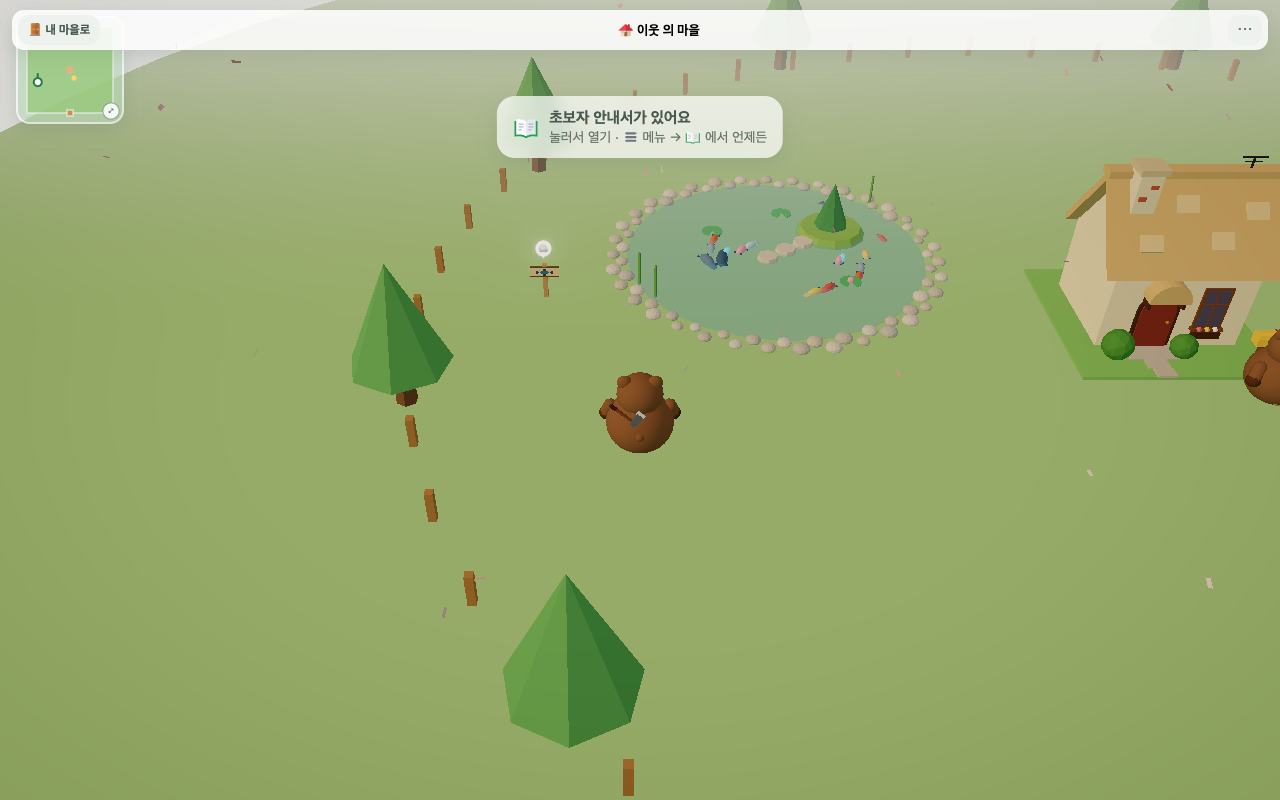 내 마을로
이웃 의 마을
초보자 안내서가 있어요
눌러서 열기 · ☰ 메뉴 → 📖 에서 언제든